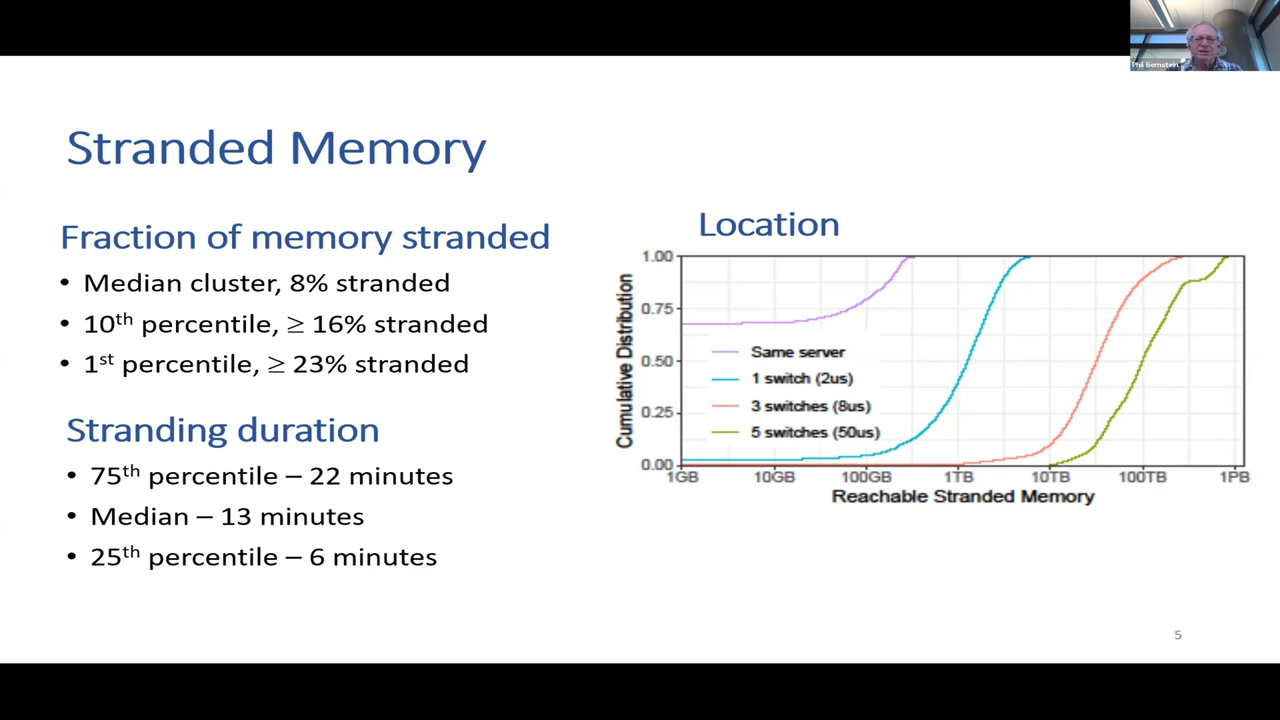 Phil Bernstein
Stranded Memory
Fraction of memory stranded
• Median cluster, 8% stranded
• 10th percentile, ≥ 16% stranded
• 1st percentile, ≥ 23% stranded
Stranding duration
• 75th percentile – 22 minutes
• Median – 13 minutes
• 25th percentile – 6 minutes
Location
Cumulative Distribution
1.00
0.75
0.50
0.25
0.00
Same server
1 switch (2us)
3 switches (8us)
5 switches (50us)
1GB 10GB 100GB 1TB 10TB 100TB 1PB
Reachable Stranded Memory
5